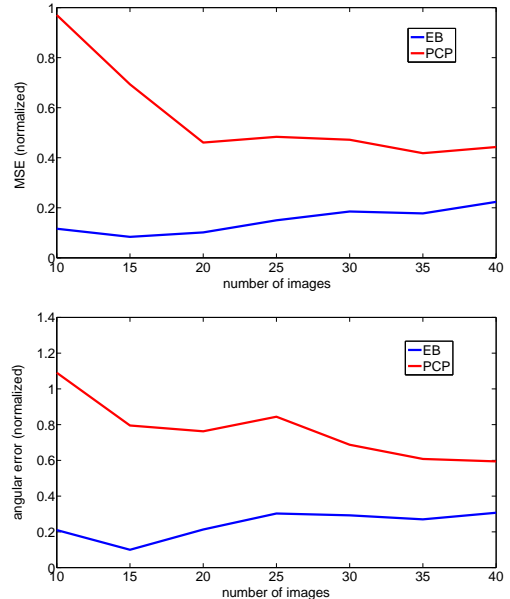 1
0.8
0.6
0.4
0.2
0
MSE (normalized)
EB
PCP
10 15 20 25 30 35 40
number of images
1.4
1.2
1
0.8
0.6
0.4
0.2
0
angular error (normalized)
EB
PCP
10 15 20 25 30 35 40
number of images